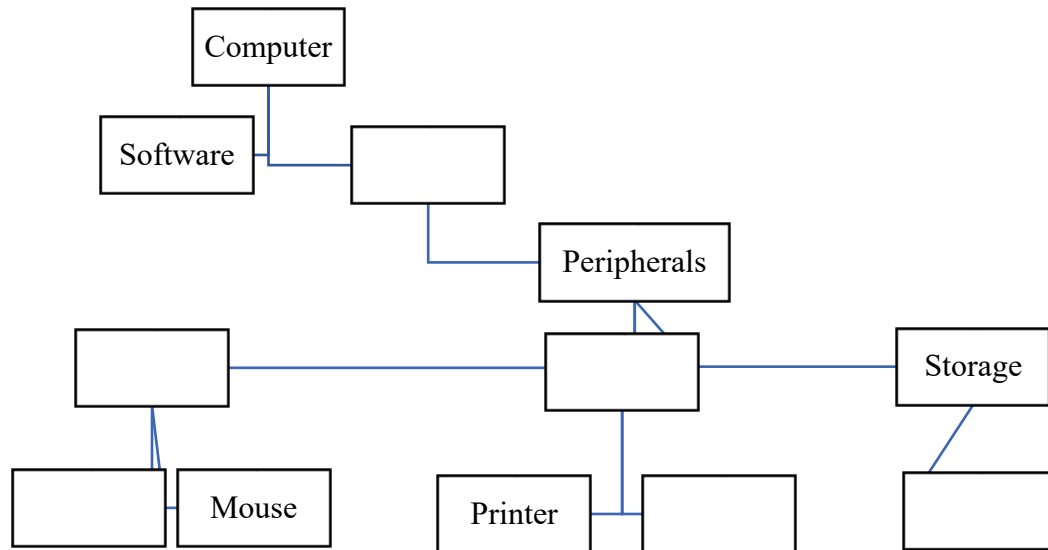 Computer
Software
Peripherals
Storage
Mouse
Printer